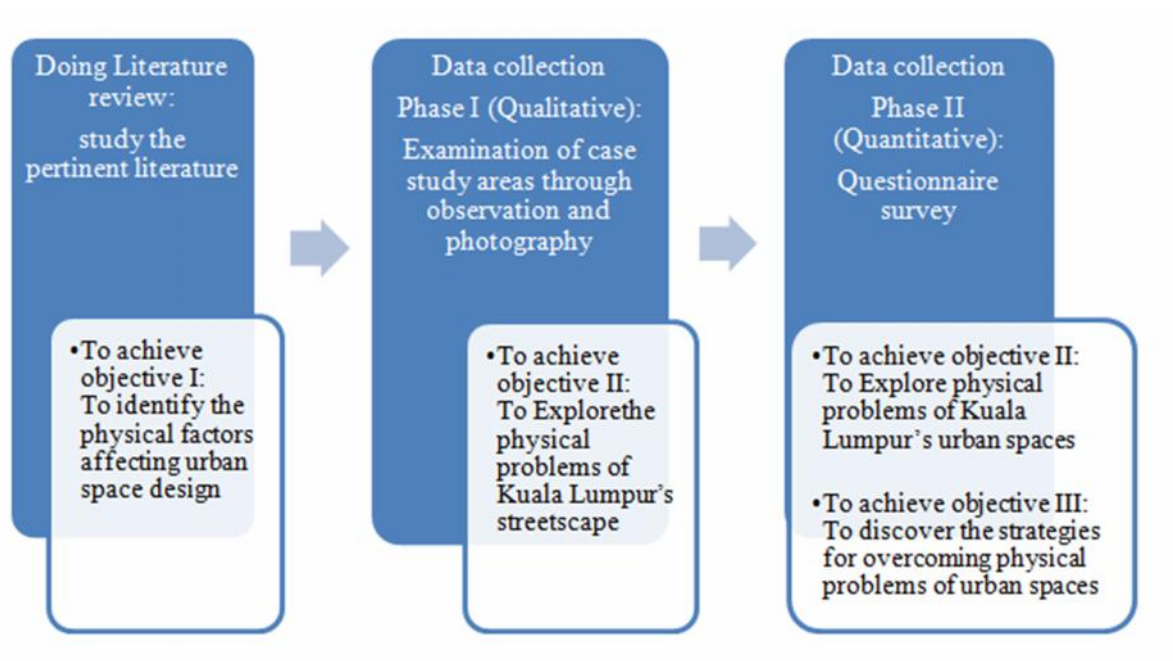 Doing Literature
review:
study the
pertinent literature
•To achieve
objective I:
To identify the
physical factors
affecting urban
space design
Data collection
Phase I (Qualitative):
Examination of case
study areas through
observation and
photography
•To achieve
objective II:
To Explorethe
physical
problems of
Kuala Lumpur's
streetscape
Data collection
Phase II
(Quantitative):
Questionnaire
survey
•To achieve objective II:
To Explore physical
problems of Kuala
Lumpur's urban spaces
•To achieve objective III:
To discover the strategies
for overcoming physical
problems of urban spaces